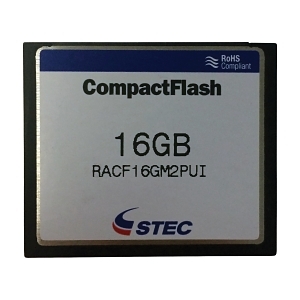 RoHS
Compliant
CompactFlash
16GB
RACF16GM2PUI
STEC